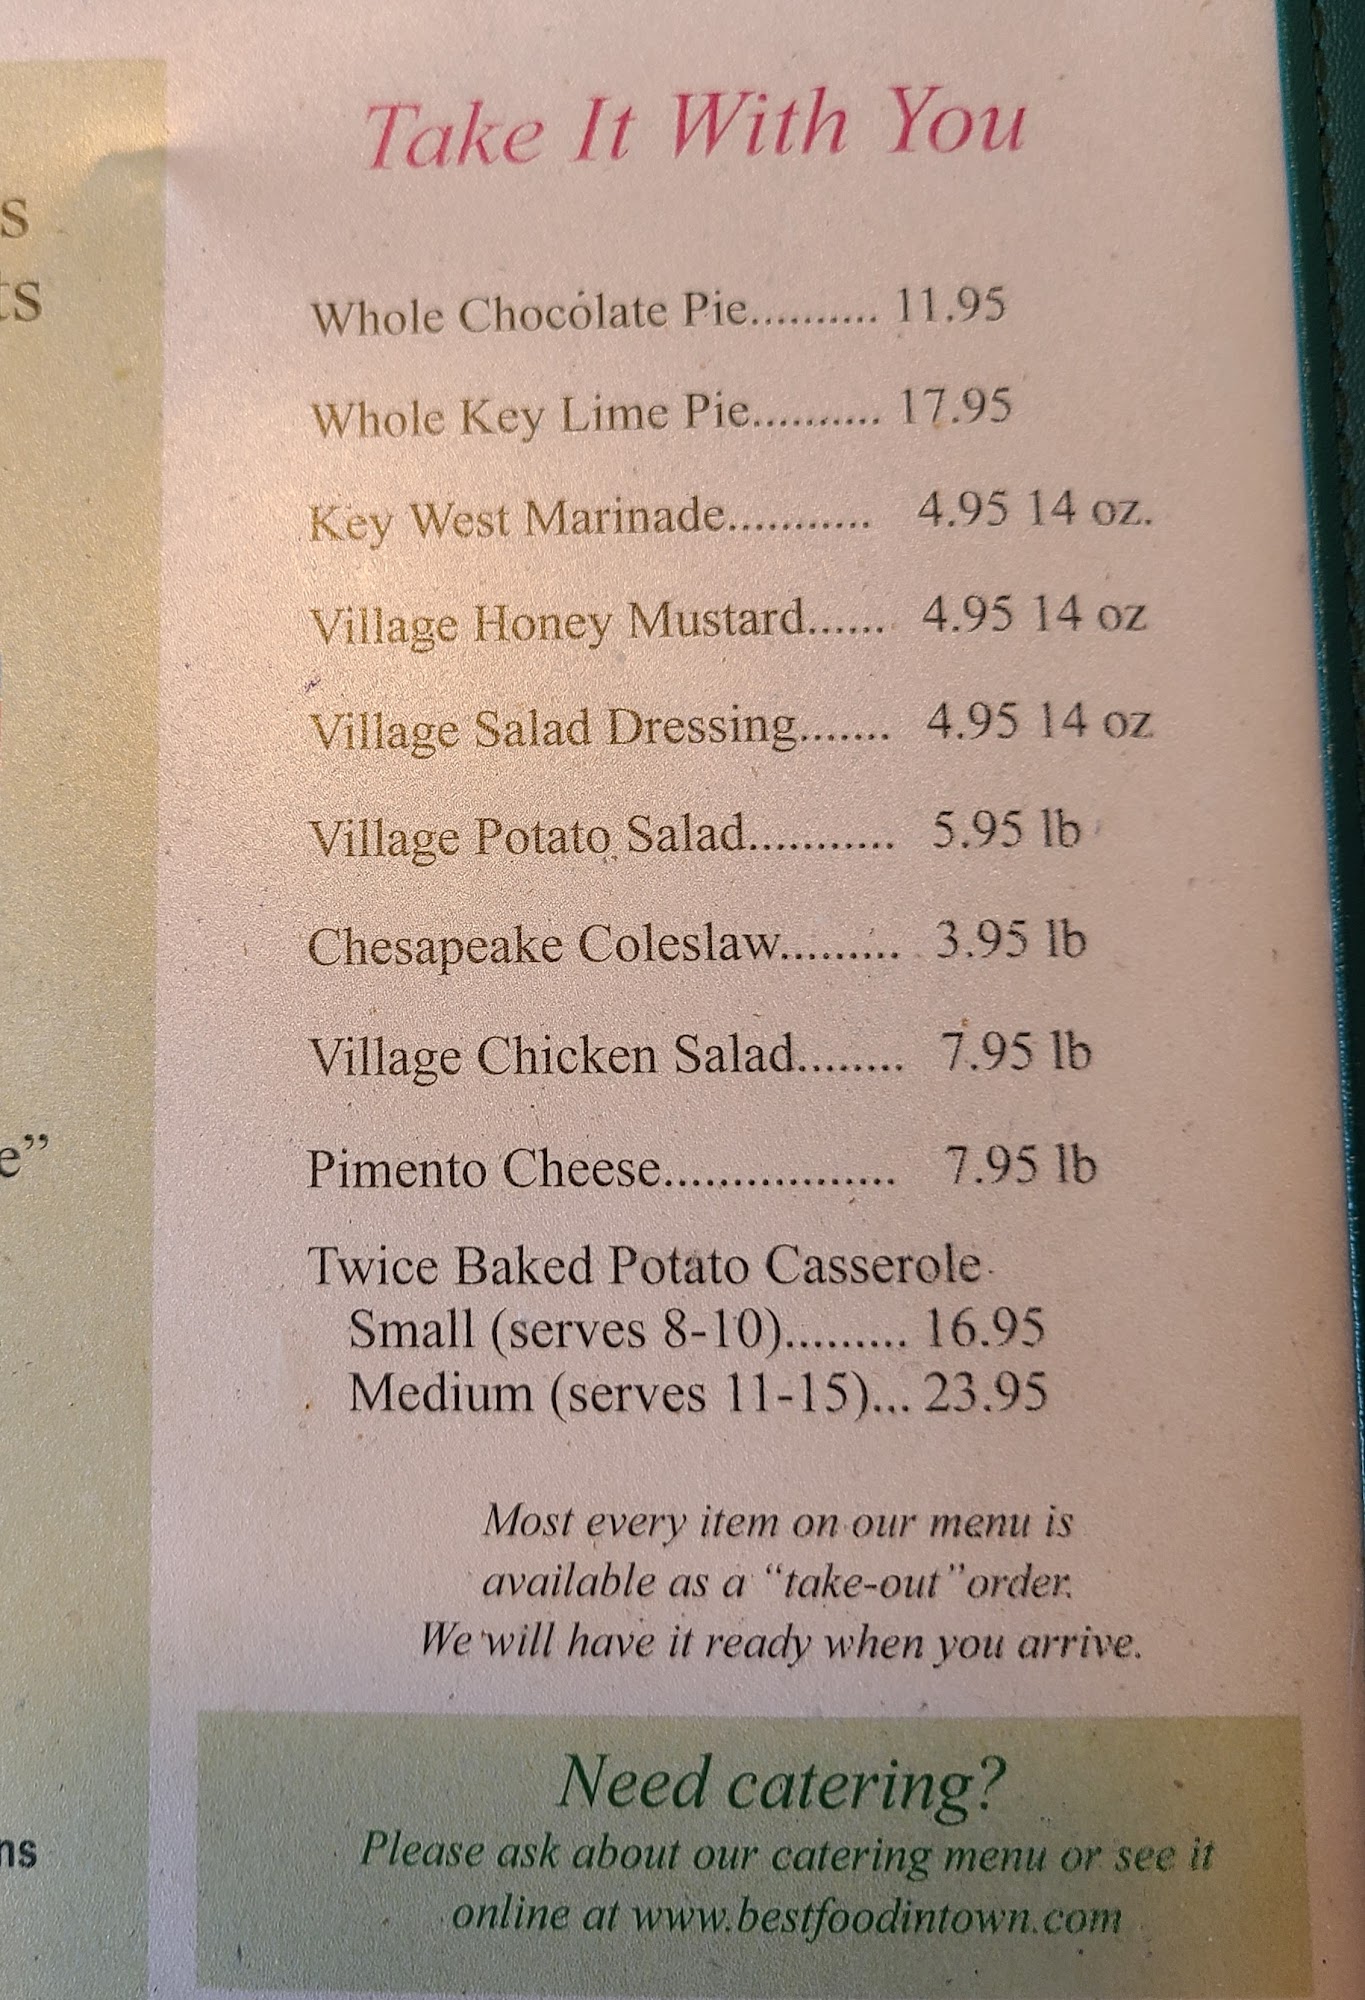 Take It With You
Whole Chocolate Pie.......... 11.95
Whole Key Lime Pie.......... 17.95
Key West Marinade........... 4.95 14 oz.
Village Honey Mustard...... 4.95 14 oz
Village Salad Dressing....... 4.95 14 oz
Village Potato Salad........... 5.95 lb
Chesapeake Coleslaw......... 3.95 lb
Village Chicken Salad........ 7.95 lb
Pimento Cheese................. 7.95 lb
Twice Baked Potato Casserole
Small (serves 8-10)......... 16.95
Medium (serves 11-15)... 23.95
Most every item on our menu is
available as a “take-out” order.
We will have it ready when you arrive.
Need catering?
Please ask about our catering menu or see it
online at www.bestfoodintown.com